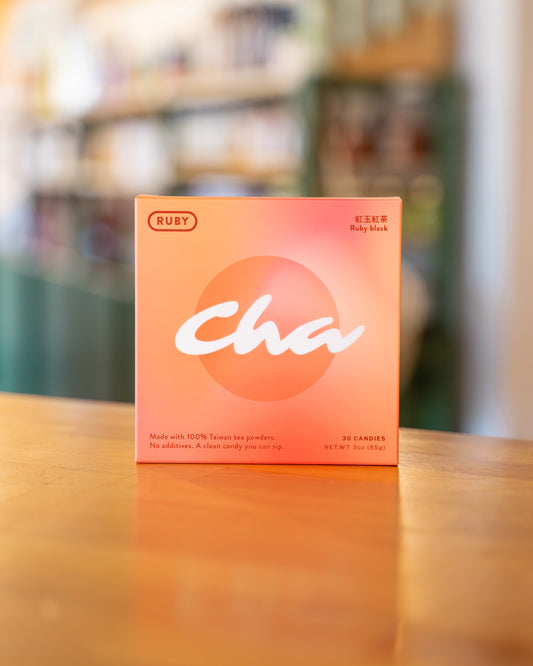 RUBY
紅玉紅茶
Ruby black
Cha
Made with 100% Taiwan tea powders.
No additives. A clean candy you can sip.
30 CANDIES
NET.WT 3oz (85g)